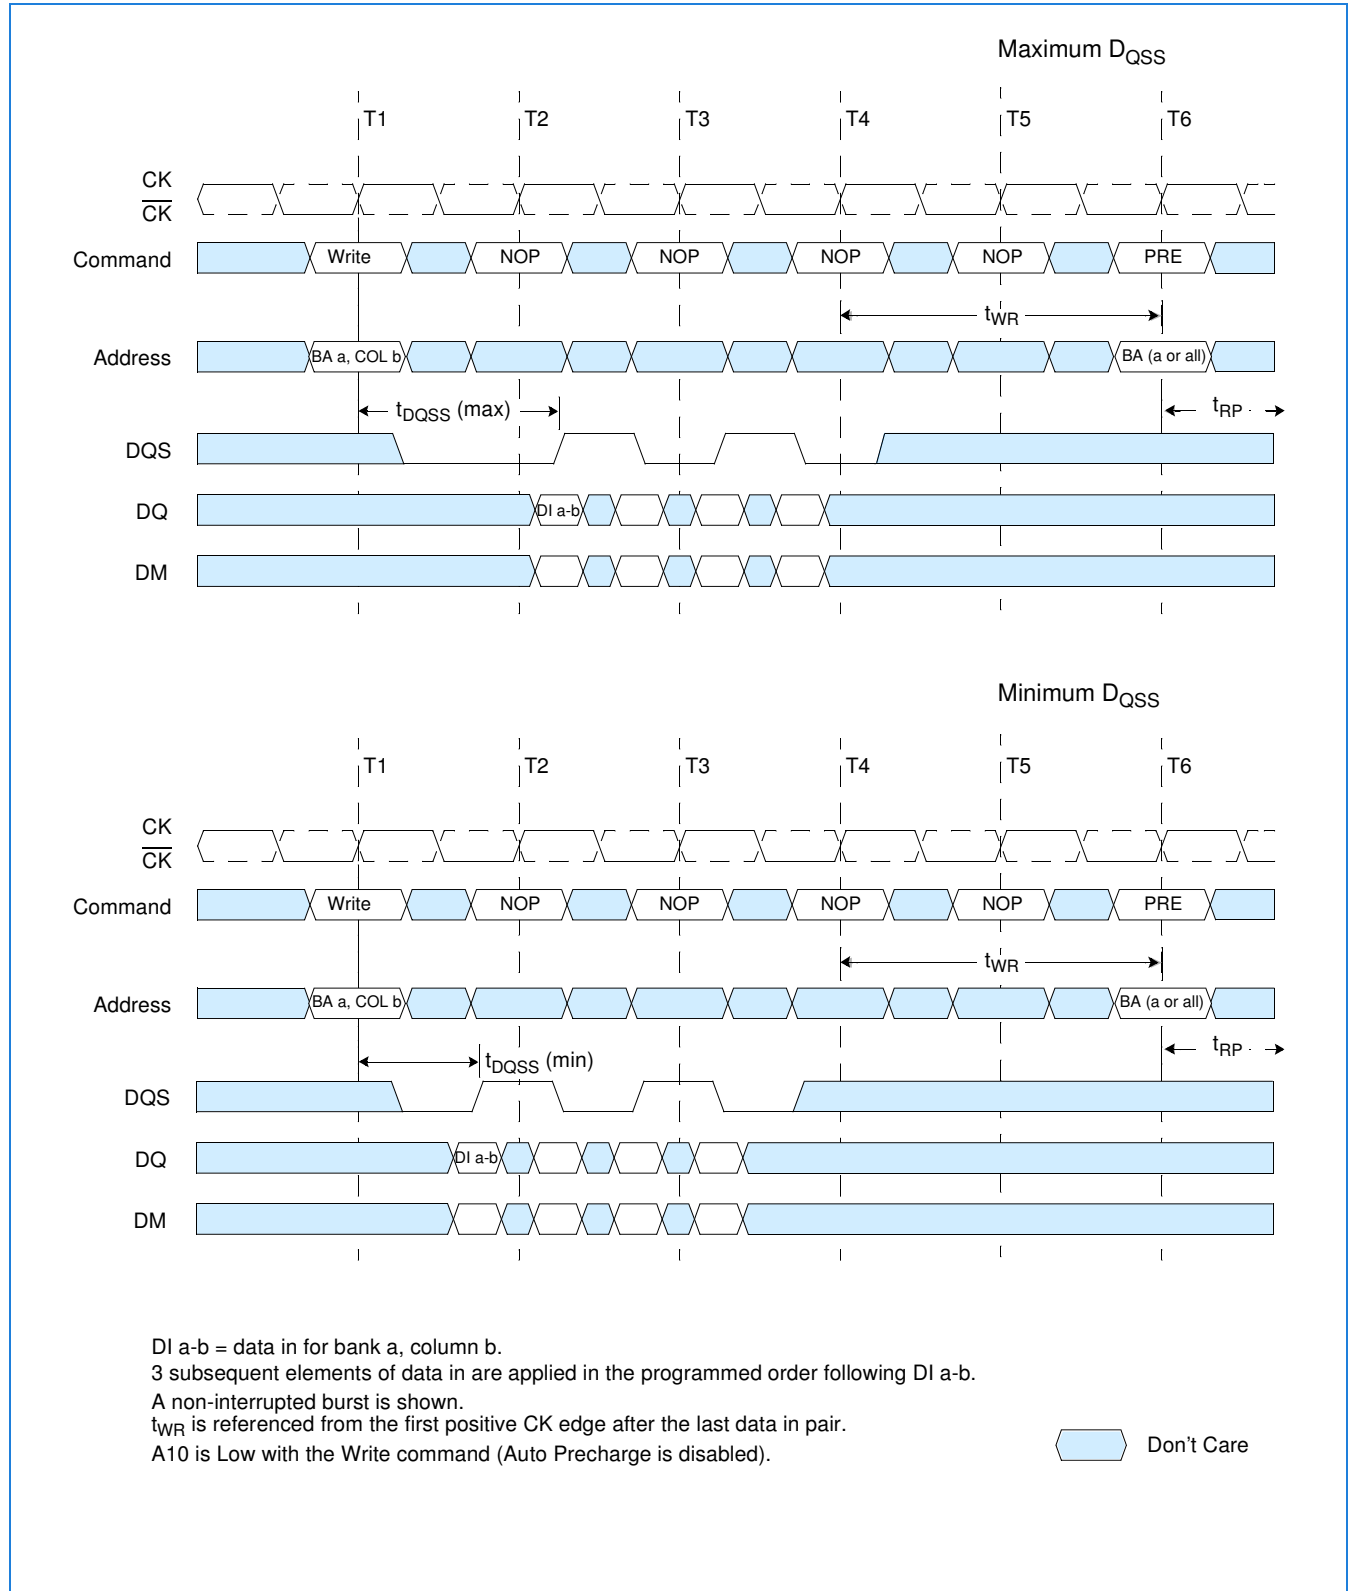 Maximum DQSS
T1 T2 T3 T4 T5 T6
CK
CK
Command Write NOP NOP NOP NOP PRE
tWR
Address BA a, COL b BA (a or all)
tDQSS (max) tRP
DQS
DQ DI a-b
DM
Minimum DQSS
T1 T2 T3 T4 T5 T6
CK
CK
Command Write NOP NOP NOP NOP PRE
tWR
Address BA a, COL b BA (a or all)
tDQSS (min) tRP
DQS
DQ DI a-b
DM
DI a-b = data in for bank a, column b.
3 subsequent elements of data in are applied in the programmed order following DI a-b.
A non-interrupted burst is shown.
tWR is referenced from the first positive CK edge after the last data in pair.
A10 is Low with the Write command (Auto Precharge is disabled).
Don't Care